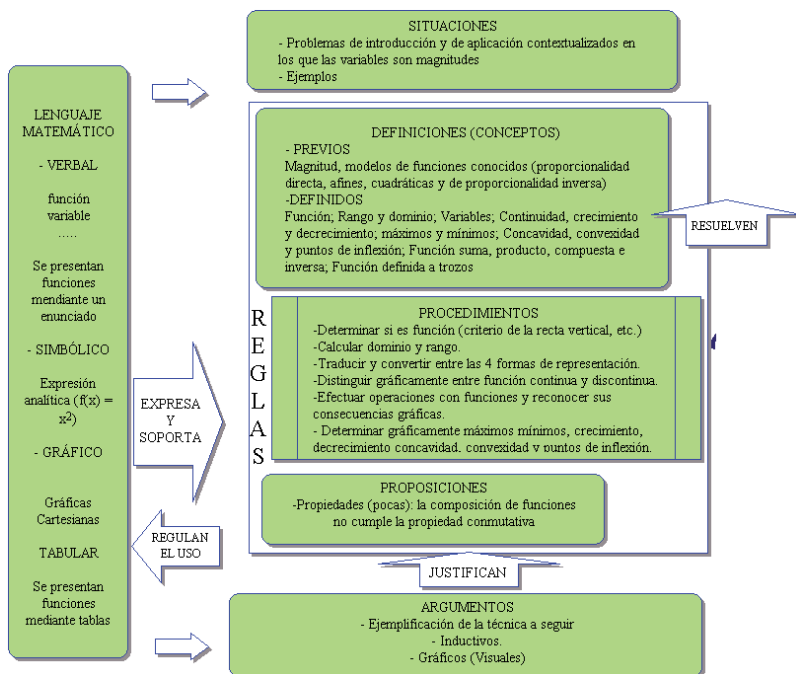 SITUACIONES
- Problemas de introducción y de aplicación contextualizados en
los que las variables son magnitudes
- Ejemplos
LENGUAJE
MATEMÁTICO
- VERBAL
función
variable
.....
Se presentan
funciones
mendiante un
enunciado
- SIMBÓLICO
Expresión
analítica (f(x) =
x²)
- GRÁFICO
Gráficas
Cartesianas
TABULAR
Se presentan
funciones
mediante tablas
EXPRESA
Y
SOPORTA
REGULAN
EL USO
REGLAS
DEFINICIONES (CONCEPTOS)
- PREVIOS
Magnitud, modelos de funciones conocidos (proporcionalidad
directa, afines, cuadráticas y de proporcionalidad inversa)
-DEFINIDOS
Función; Rango y dominio; Variables; Continuidad, crecimiento
y decrecimiento; máximos y mínimos; Concavidad, convexidad
y puntos de inflexión; Función suma, producto, compuesta e
inversa; Función definida a trozos
RESUELVEN
PROCEDIMIENTOS
-Determinar si es función (criterio de la recta vertical, etc.)
-Calcular dominio y rango.
-Traducir y convertir entre las 4 formas de representación.
-Distinguir gráficamente entre función continua y discontinua.
-Efectuar operaciones con funciones y reconocer sus
consecuencias gráficas.
- Determinar gráficamente máximos mínimos, crecimiento,
decrecimiento concavidad, convexidad y puntos de inflexión.
PROPOSICIONES
-Propiedades (pocas): la composición de funciones
no cumple la propiedad conmutativa
JUSTIFICAN
ARGUMENTOS
- Ejemplificación de la técnica a seguir
- Inductivos.
- Gráficos (Visuales)